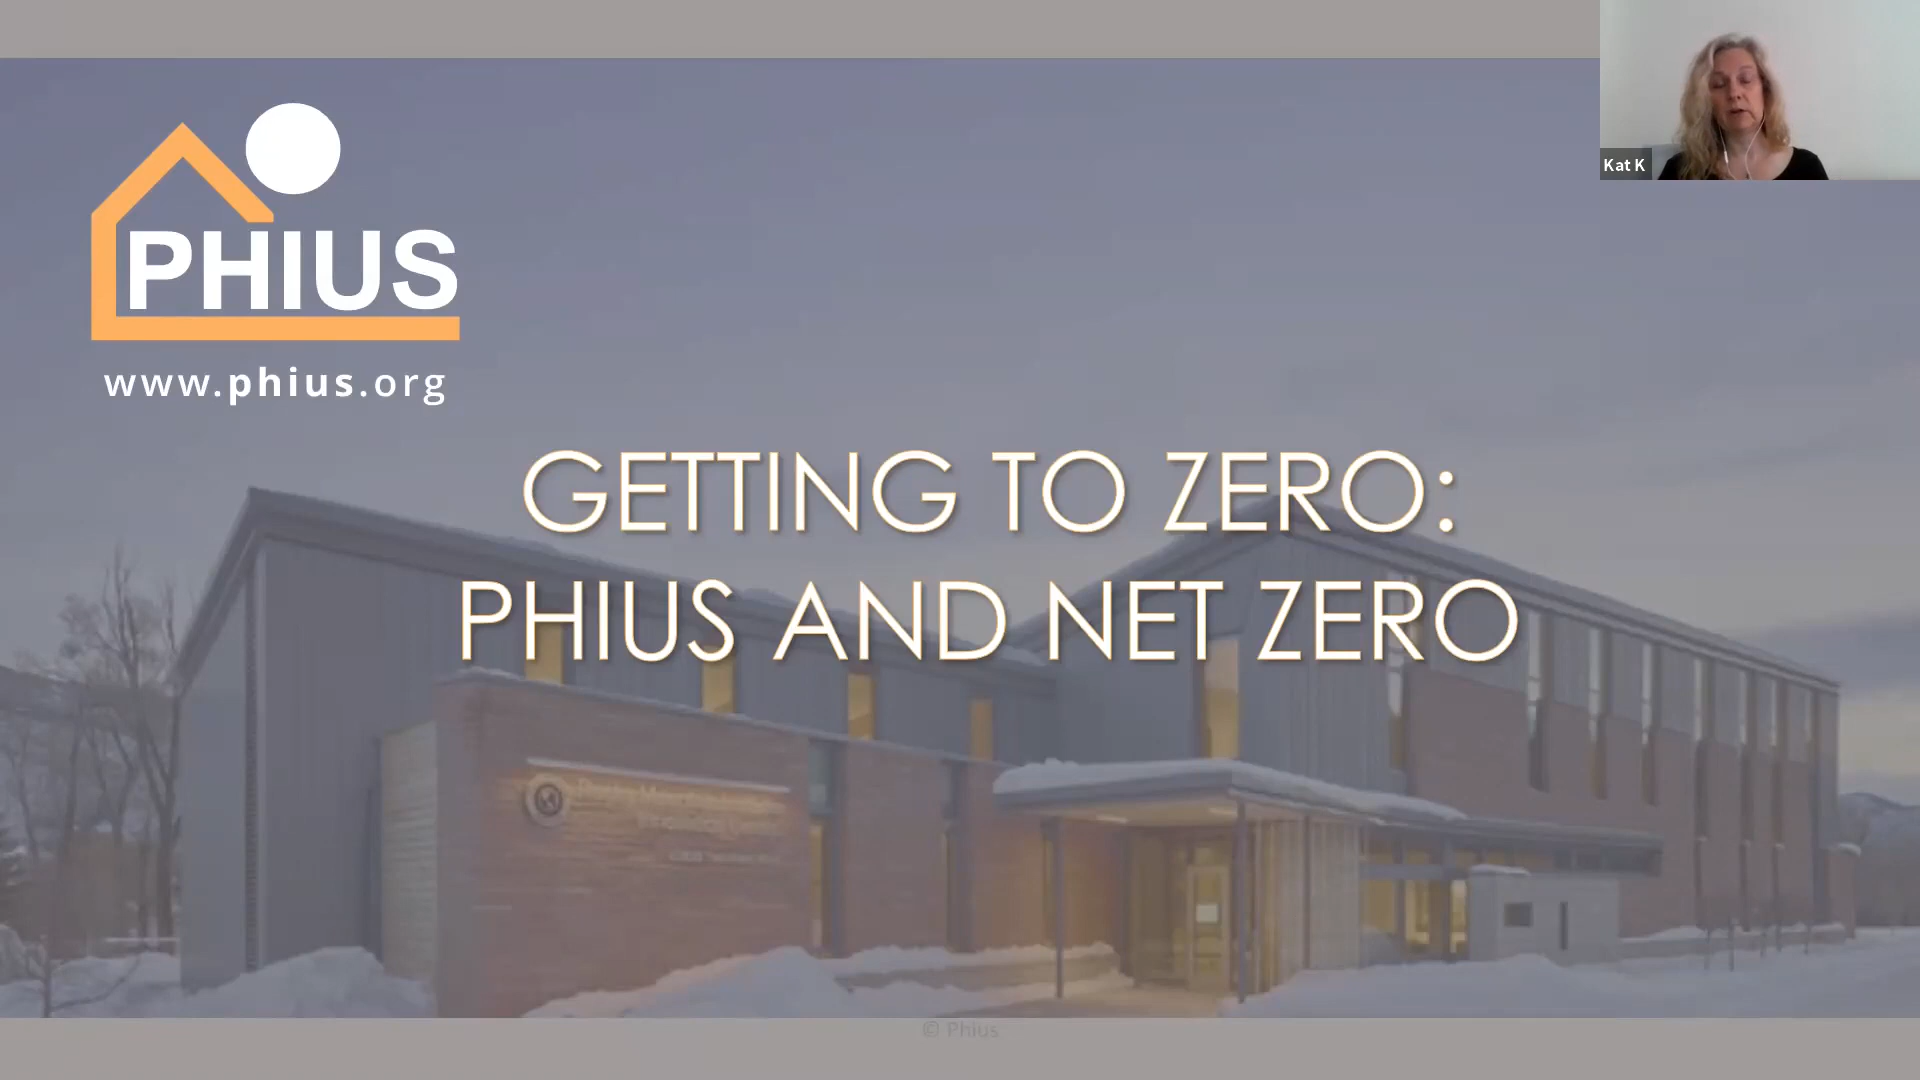 Kat K
PHIUS
www.phius.org
GETTING TO ZERO:
PHIUS AND NET ZERO
© Phius